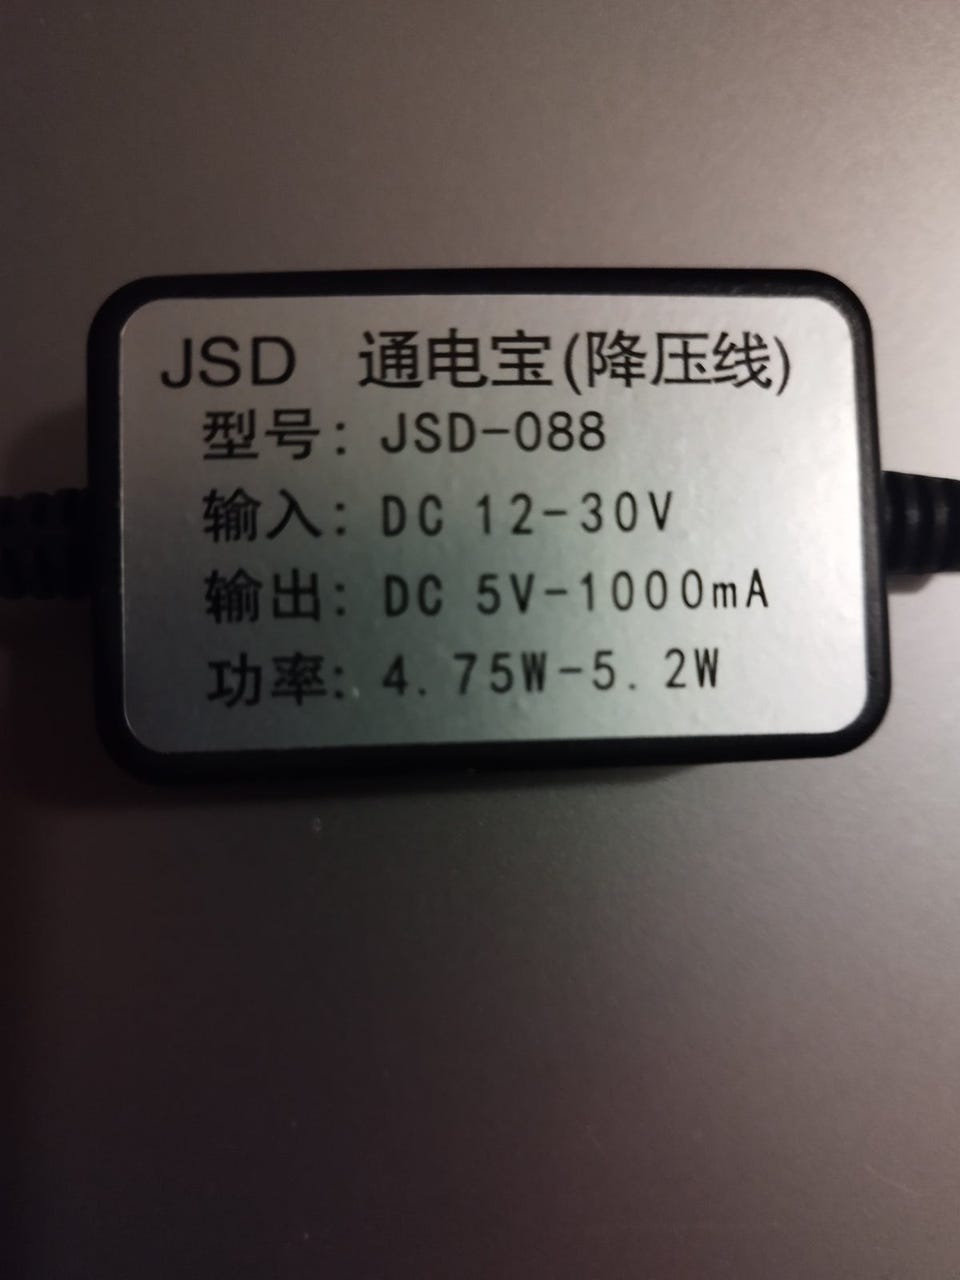 JSD 通电宝(降压线)
型号: JSD-088
输入: DC 12-30V
输出: DC 5V-1000mA
功率: 4.75W-5.2W